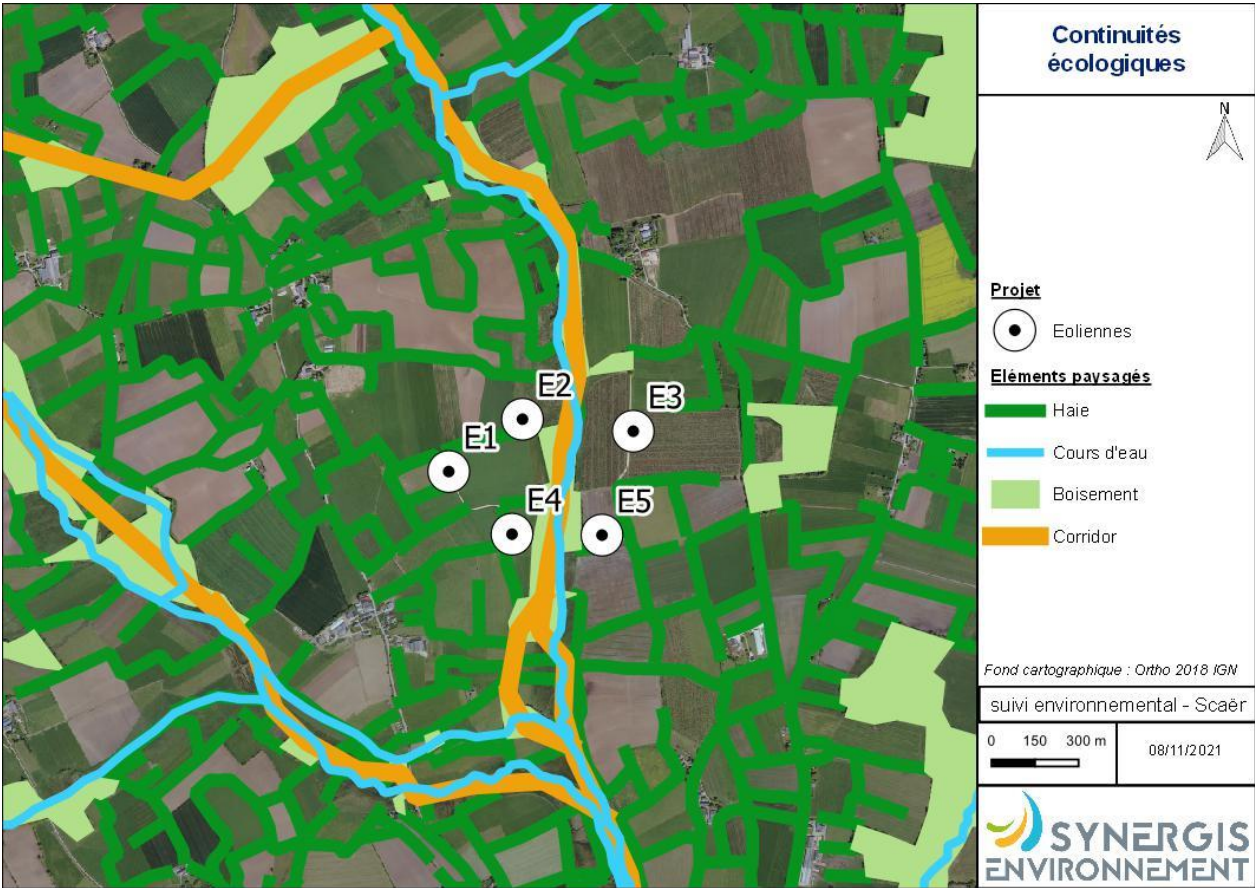 Continuités
écologiques
N
Projet
Eoliennes
Eléments paysagés
Haie
Cours d'eau
Boisement
Corridor
E2
E3
E1
E4
E5
Fond cartographique : Ortho 2018 IGN
suivi environnemental - Scaër
0 150 300 m
08/11/2021
SYNERGIS
ENVIRONNEMENT